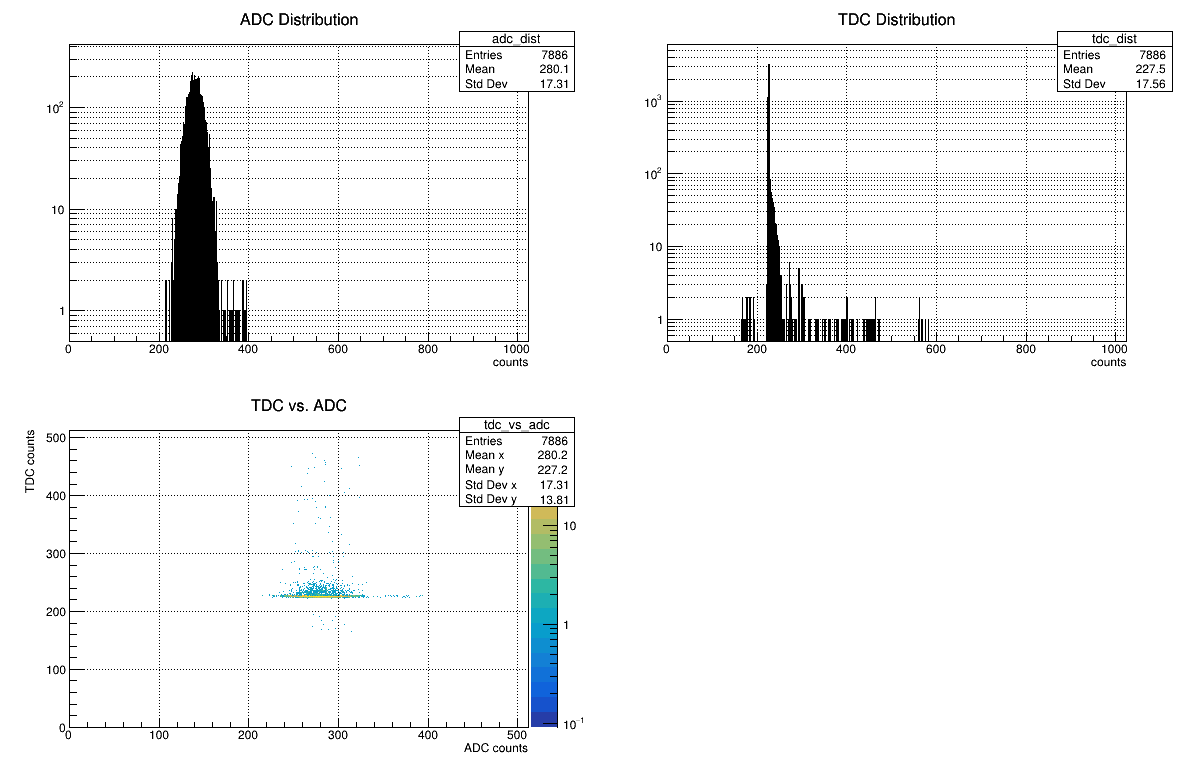 ADC Distribution
adc_dist
Entries 7886
Mean 280.1
Std Dev 17.31
10²
10
1
0 200 400 600 800 1000
counts
TDC Distribution
tdc_dist
Entries 7886
Mean 227.5
Std Dev 17.56
10³
10²
10
1
0 200 400 600 800 1000
counts
TDC vs. ADC
tdc_vs_adc
Entries 7886
Mean x 280.2
Mean y 227.2
Std Dev x 17.31
Std Dev y 13.81
TDC counts
500
400
300
200
100
0
0 100 200 300 400 500
ADC counts
10
1
10⁻¹